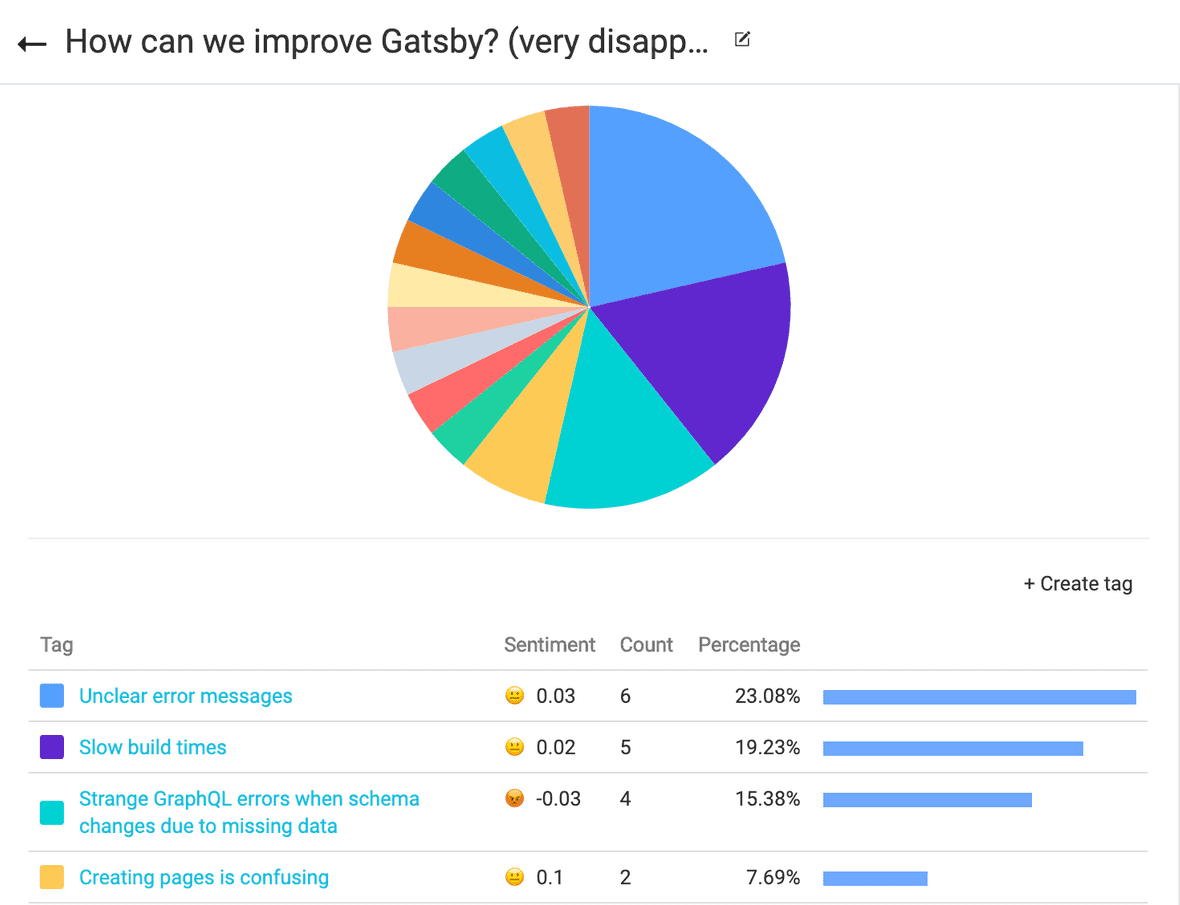 How can we improve Gatsby? (very disapp...
+ Create tag
Tag Sentiment Count Percentage
Unclear error messages 0.03 6 23.08%
Slow build times 0.02 5 19.23%
Strange GraphQL errors when schema -0.03 4 15.38%
changes due to missing data
Creating pages is confusing 0.1 2 7.69%